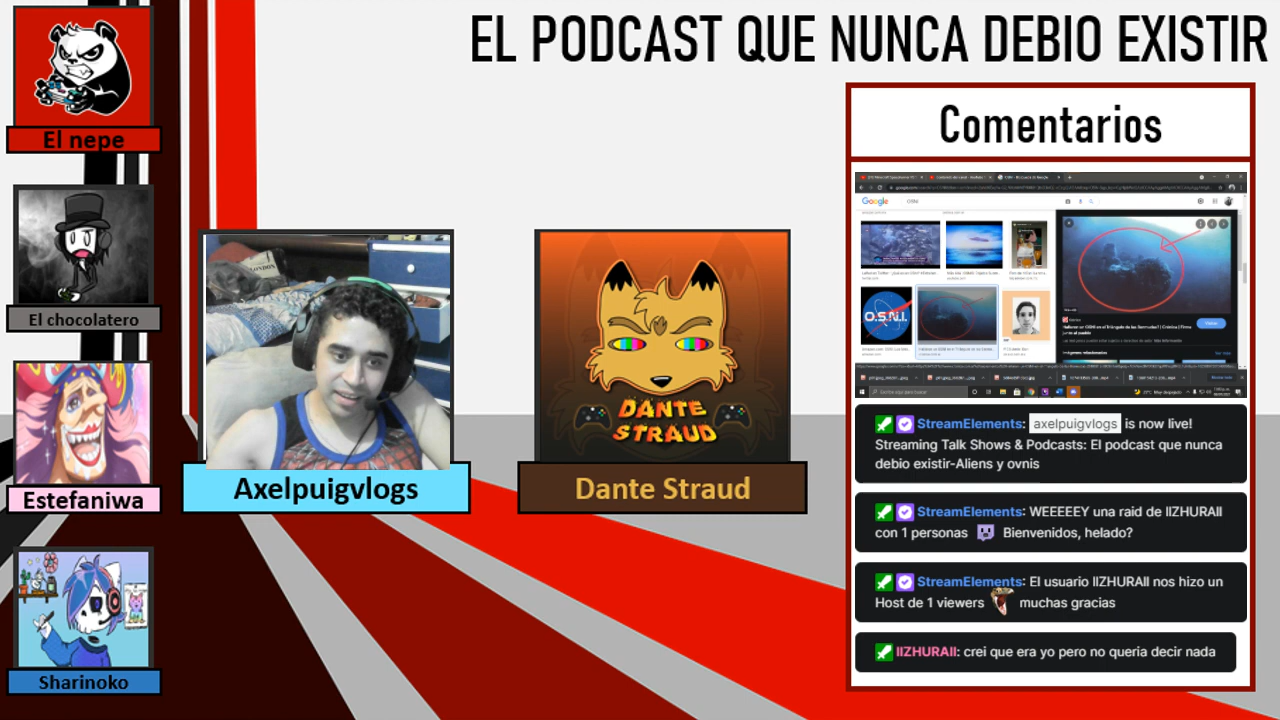 EL PODCAST QUE NUNCA DEBIO EXISTIR
El nepe
El chocolatero
Estefaniwa
Sharinoko
LONDON
Axelpuigvlogs
DANTE
STRAUD
Dante Straud
Comentarios
Google
OSNI
O.S.N.I.
StreamElements: axelpuigvlogs is now live!
Streaming Talk Shows & Podcasts: El podcast que nunca
debio existir-Aliens y ovnis
StreamElements: WEEEEEY una raid de IIZHURAII
con 1 personas Bienvenidos, helado?
StreamElements: El usuario IIZHURAII nos hizo un
Host de 1 viewers muchas gracias
IIZHURAII: crei que era yo pero no queria decir nada